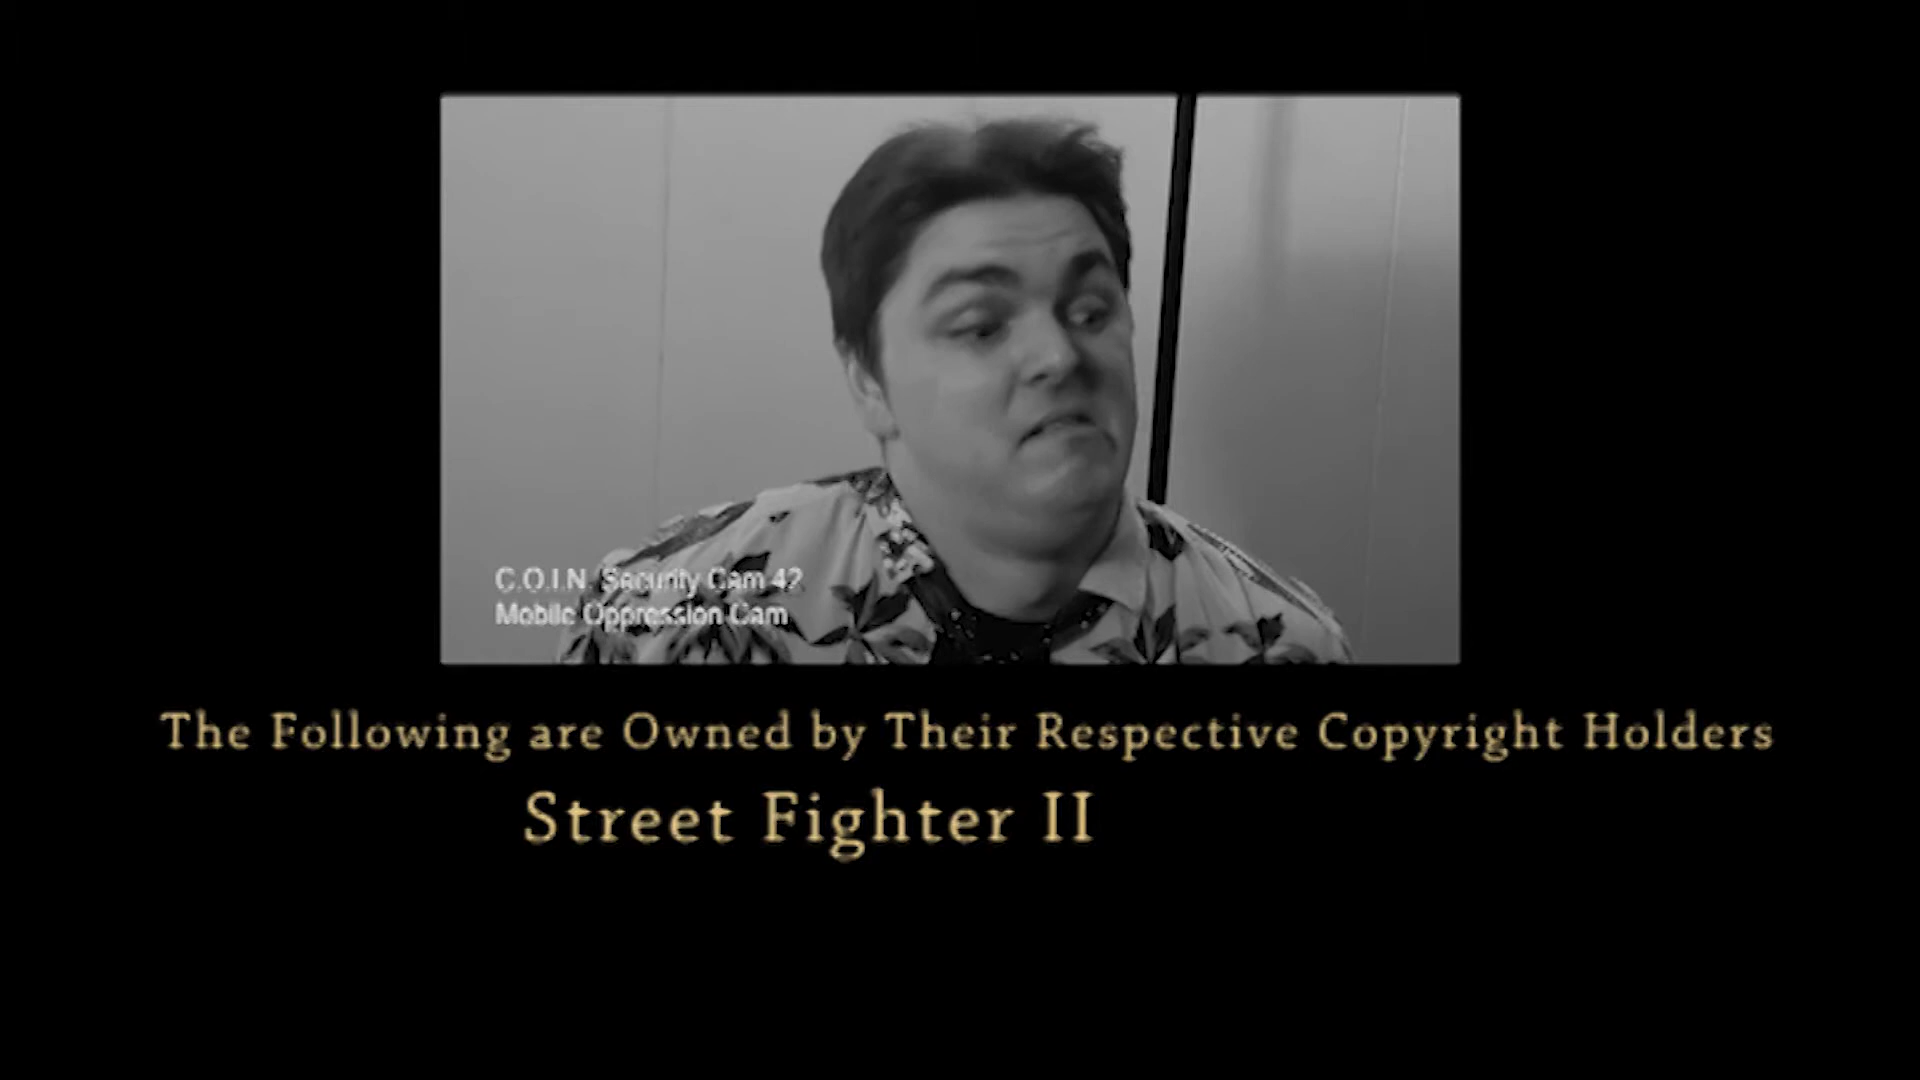 C.O.I.N. Security Cam 42
Mobile Oppression Cam
The Following are Owned by Their Respective Copyright Holders
Street Fighter II